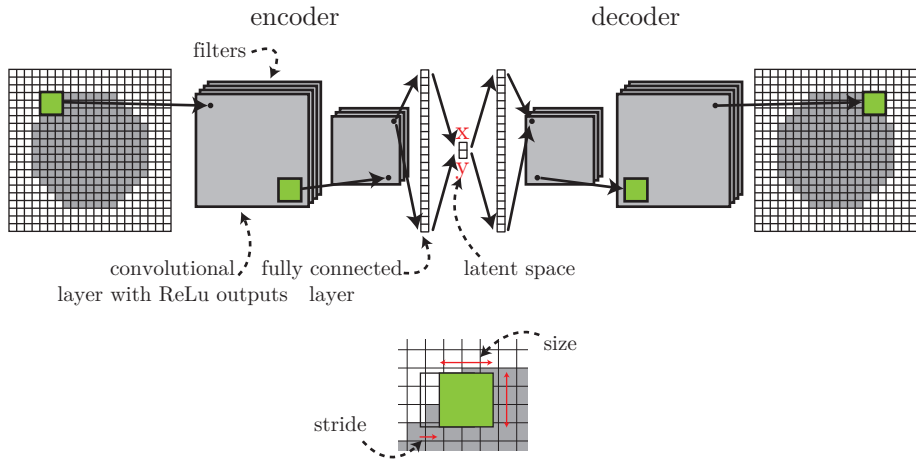 encoder
decoder
filters
x
y
convolutional
layer with ReLu outputs
fully connected
layer
latent space
size
stride